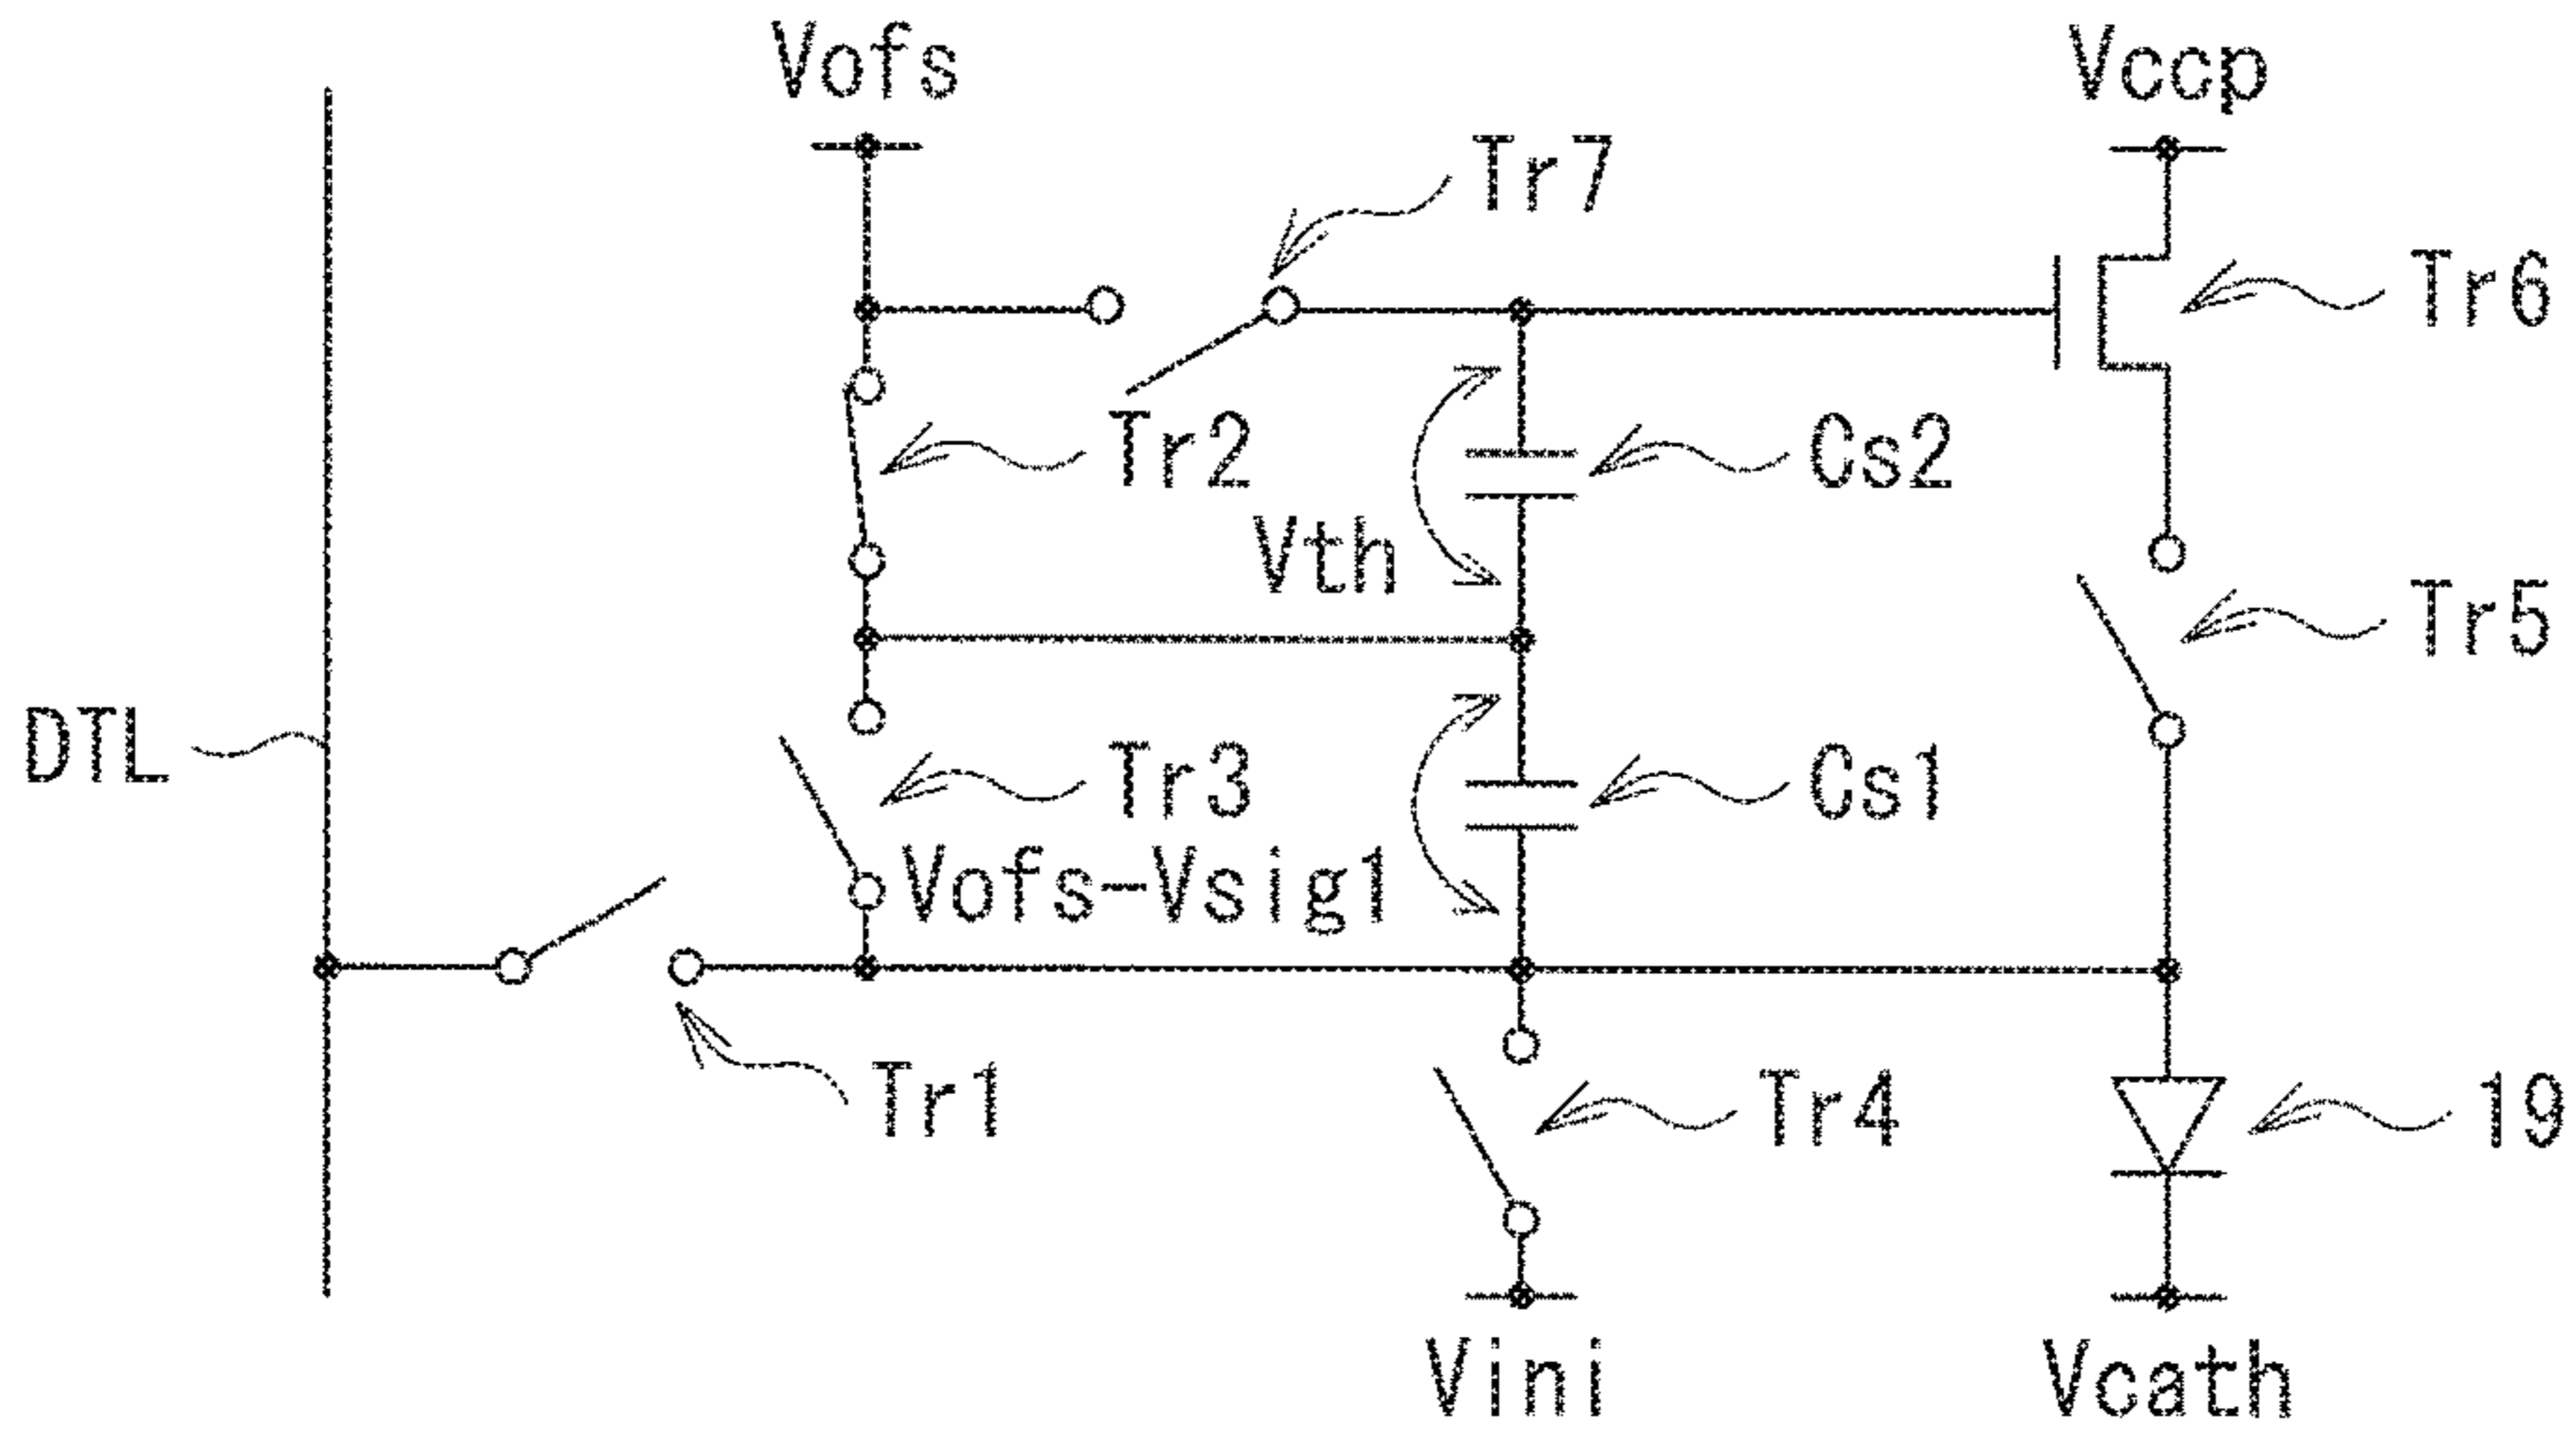 Vofs
Vccp
Tr7
Tr6
Tr2
Cs2
Vth
Tr5
DTL
Tr3
Cs1
Vofs-Vsig1
Tr1
Tr4
19
Vini
Vcath